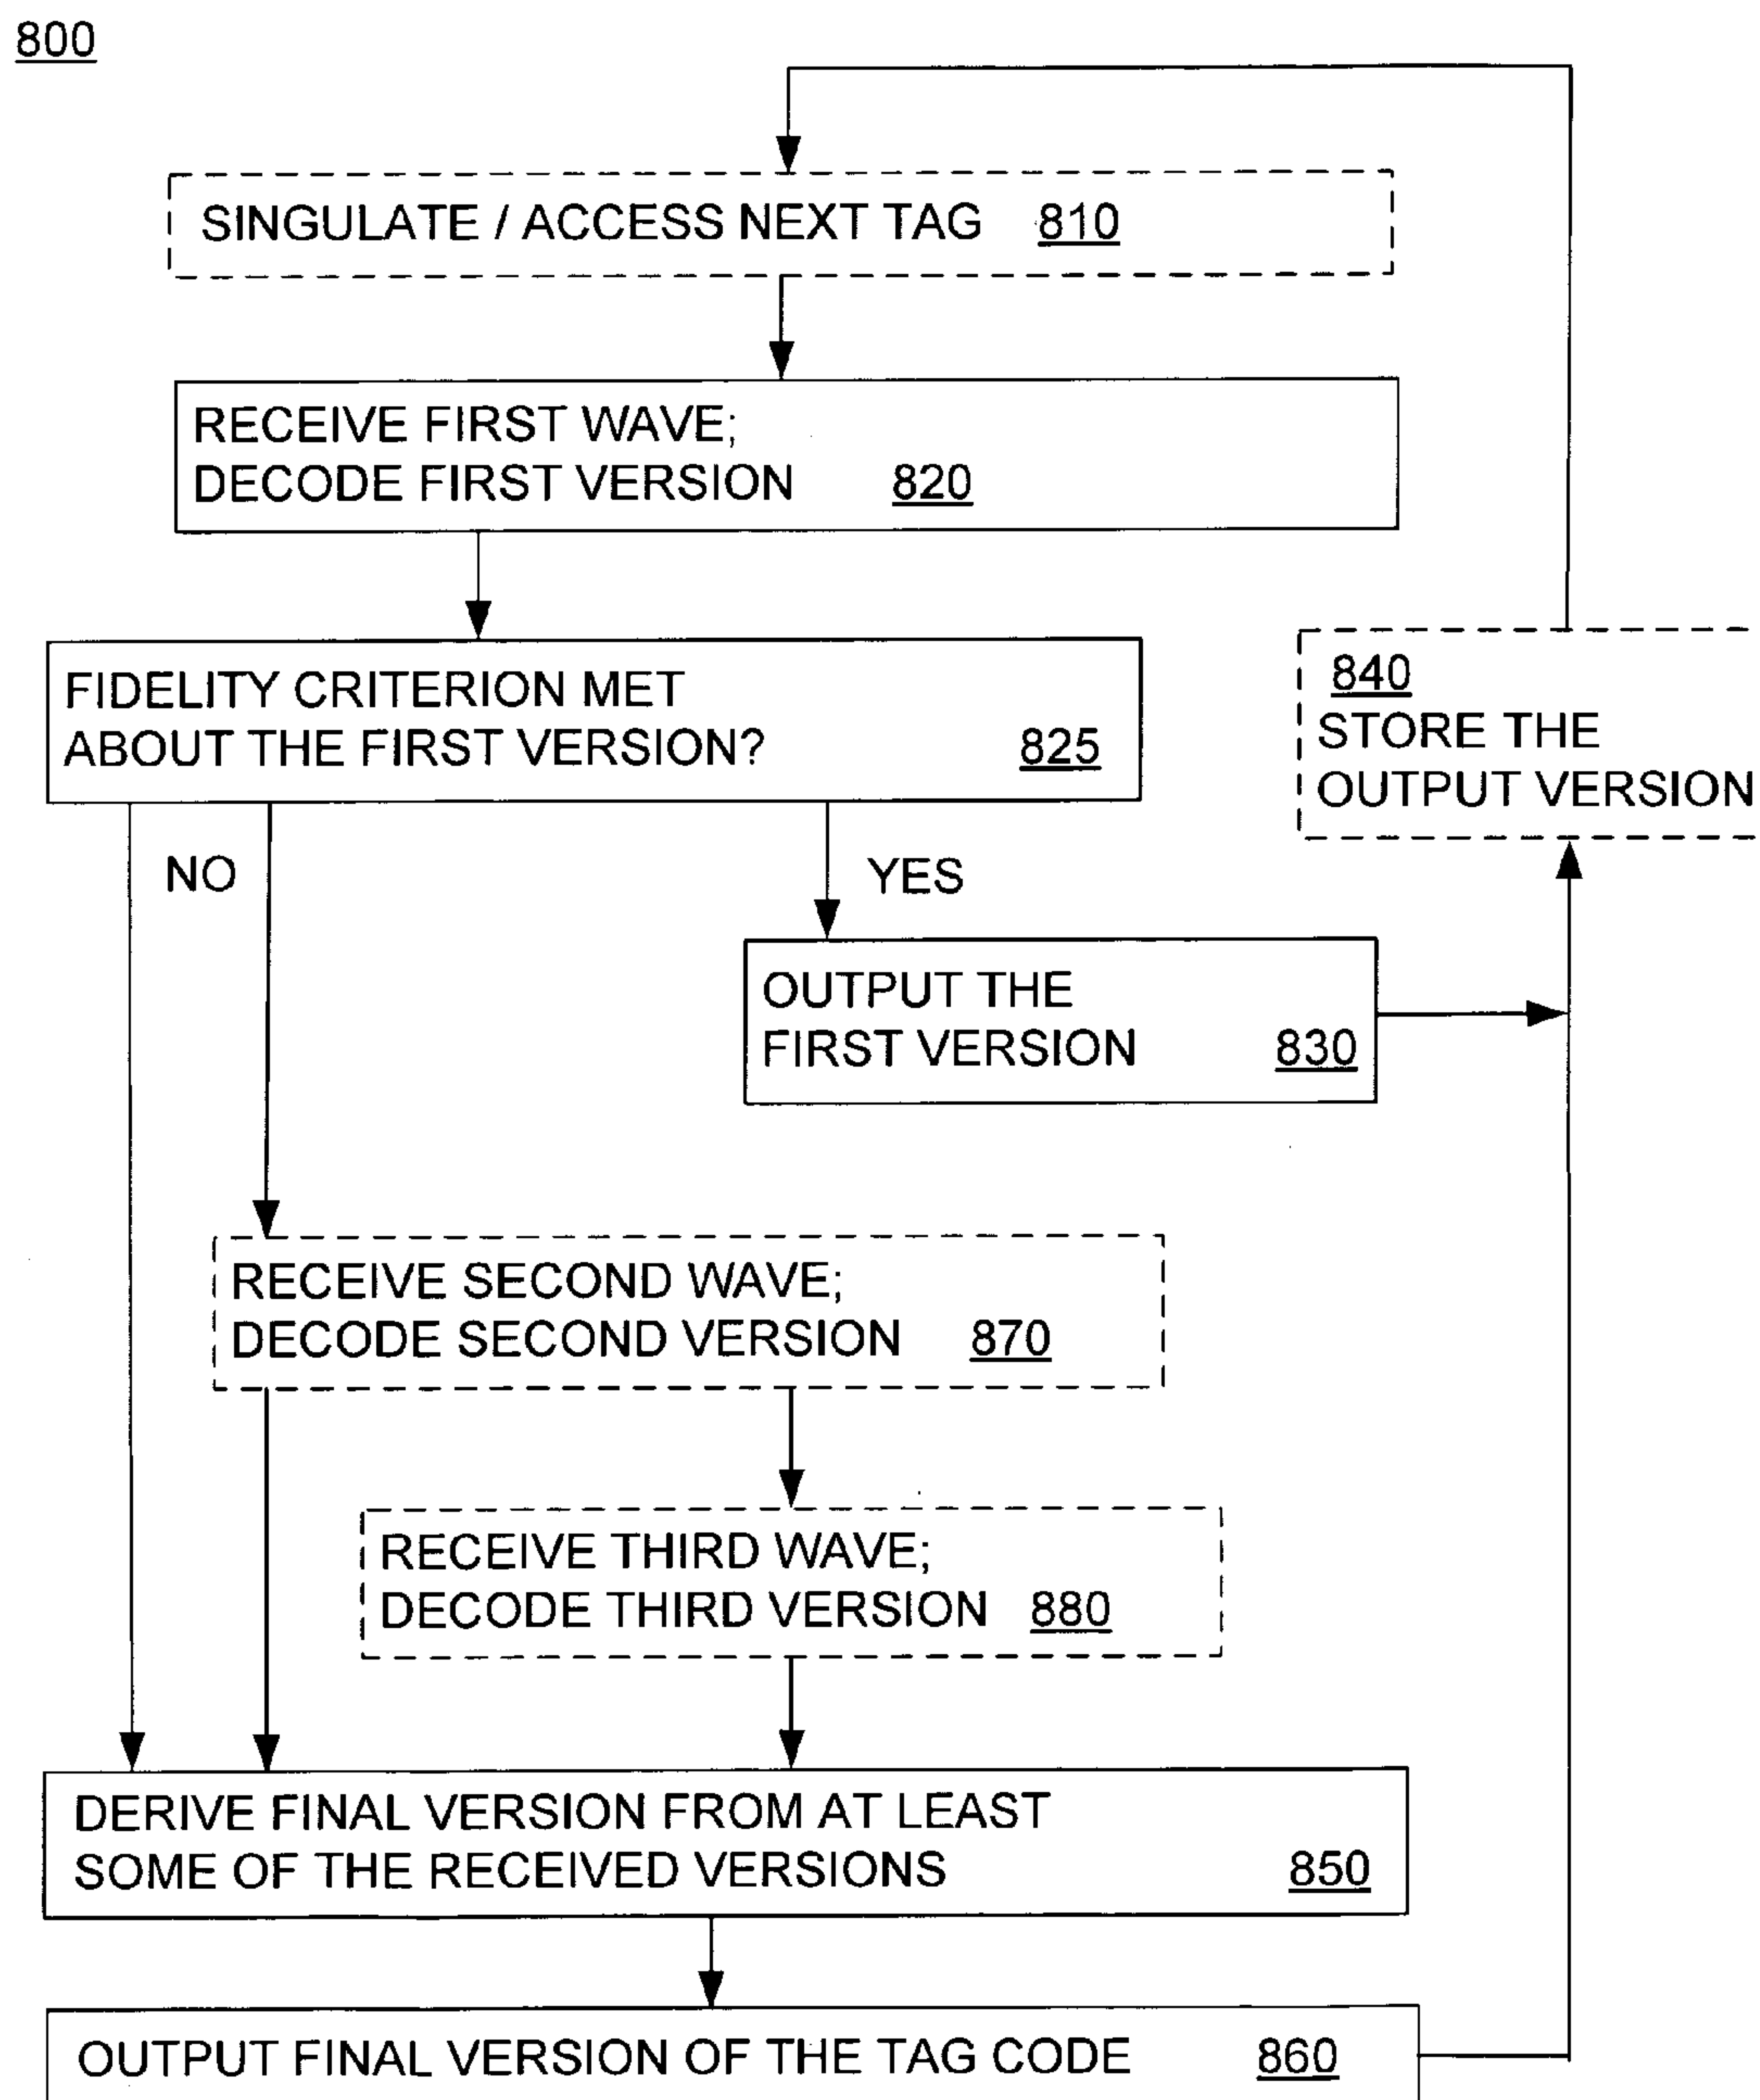 800
SINGULATE / ACCESS NEXT TAG 810
RECEIVE FIRST WAVE;
DECODE FIRST VERSION 820
FIDELITY CRITERION MET
ABOUT THE FIRST VERSION? 825
840
STORE THE
OUTPUT VERSION
NO
YES
OUTPUT THE
FIRST VERSION 830
RECEIVE SECOND WAVE;
DECODE SECOND VERSION 870
RECEIVE THIRD WAVE;
DECODE THIRD VERSION 880
DERIVE FINAL VERSION FROM AT LEAST
SOME OF THE RECEIVED VERSIONS 850
OUTPUT FINAL VERSION OF THE TAG CODE 860